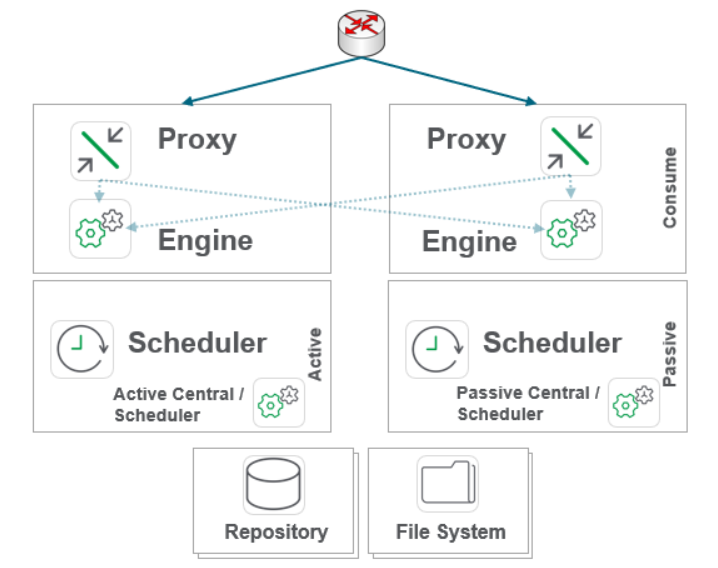 Proxy
Proxy
Engine
Engine
Consume
Scheduler
Active
Active Central /
Scheduler
Scheduler
Passive
Passive Central /
Scheduler
Repository
File System